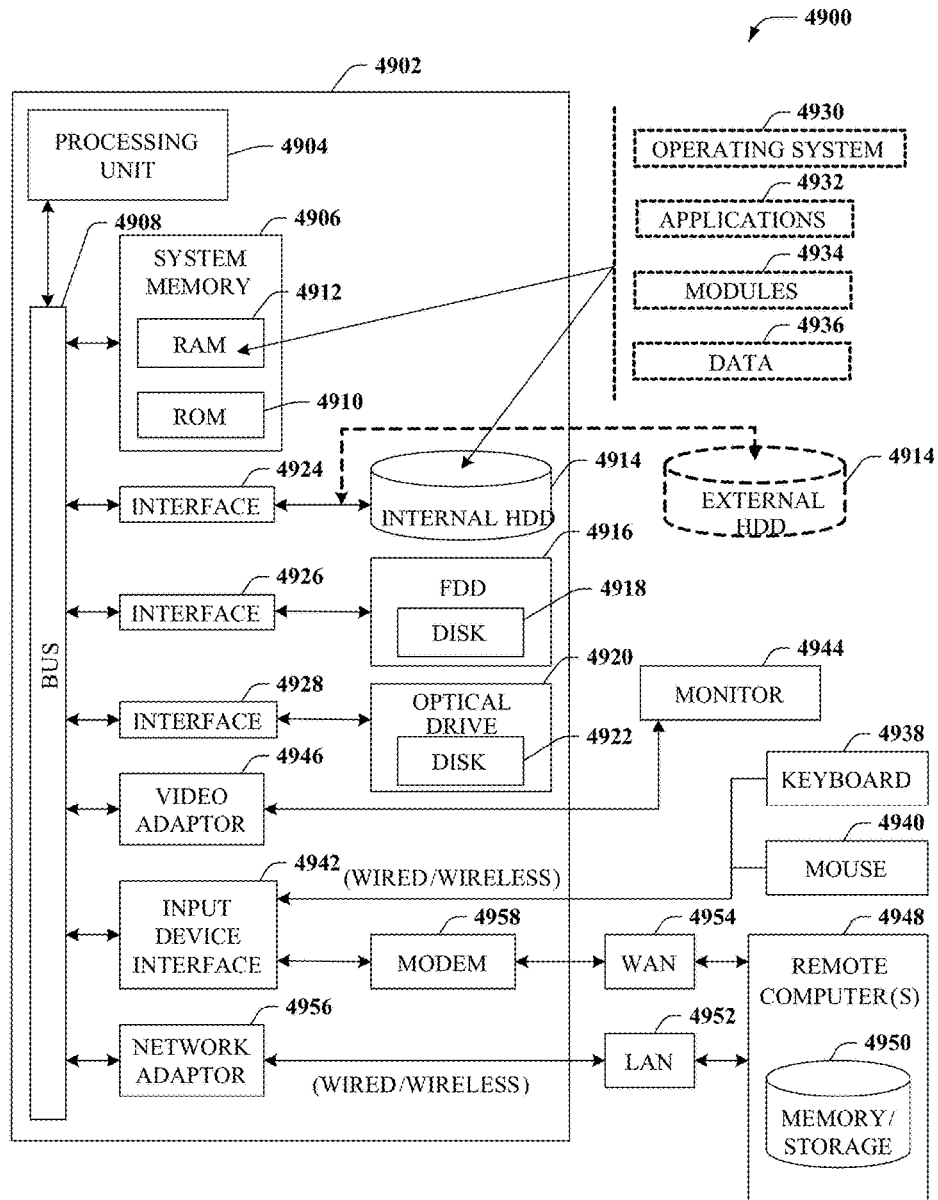 4900
4902
PROCESSING
UNIT
4904
4908
4906
SYSTEM
MEMORY
4912
RAM
4910
ROM
4930
OPERATING SYSTEM
4932
APPLICATIONS
4934
MODULES
4936
DATA
4924
INTERFACE
4914
INTERNAL HDD
4914
EXTERNAL
HDD
4916
FDD
4926
INTERFACE
4918
DISK
BUS
4920
OPTICAL
DRIVE
4928
INTERFACE
4922
DISK
4944
MONITOR
4946
VIDEO
ADAPTOR
4938
KEYBOARD
4940
MOUSE
4942
INPUT
DEVICE
INTERFACE
(WIRED/WIRELESS)
4958
MODEM
4954
WAN
4948
REMOTE
COMPUTER(S)
4956
NETWORK
ADAPTOR
(WIRED/WIRELESS)
4952
LAN
4950
MEMORY/
STORAGE